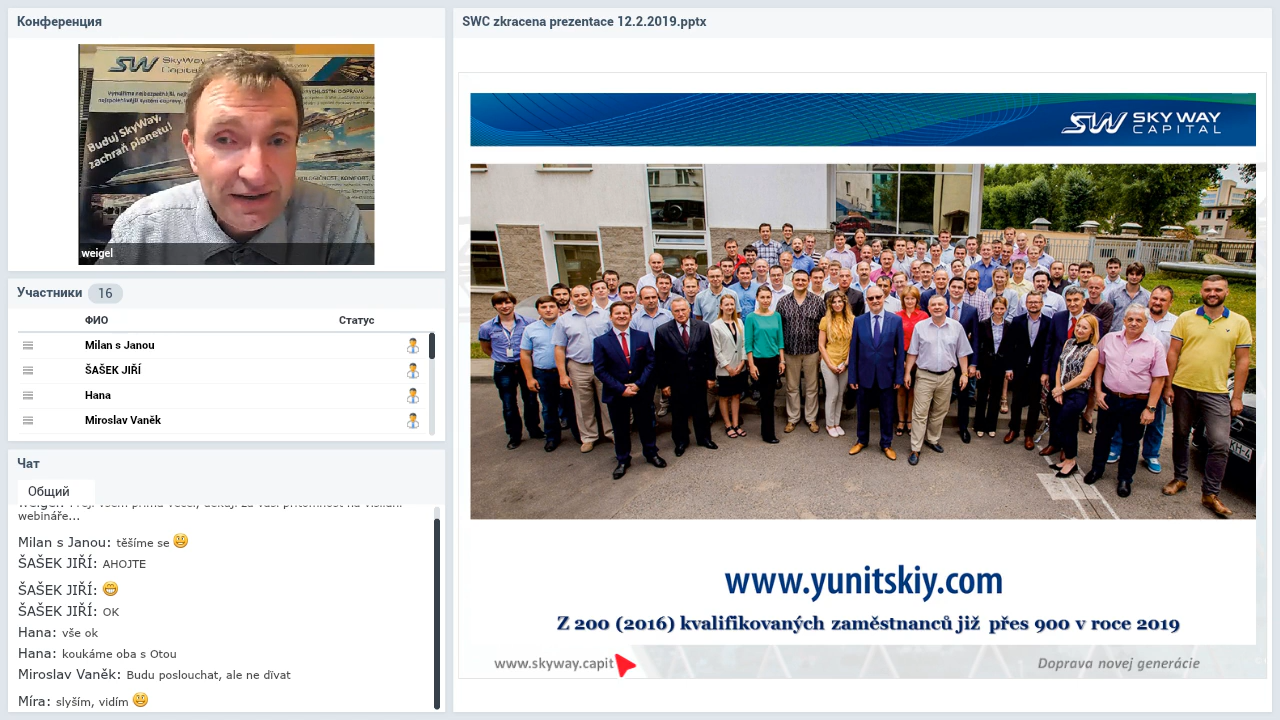 Конференция
SKYWAY
CAPITAL
Buduj SkyWay,
zachraň planetu!
weigel
Участники 16
ФИО Статус
Milan s Janou
ŠAŠEK JIŘÍ
Hana
Miroslav Vaněk
Чат
Общий
webináře...
Milan s Janou: těšíme se
ŠAŠEK JIŘÍ: AHOJTE
ŠAŠEK JIŘÍ:
ŠAŠEK JIŘÍ: OK
Hana: vše ok
Hana: koukáme oba s Otou
Miroslav Vaněk: Budu poslouchat, ale ne dívat
Míra: slyším, vidím
SWC zkracena prezentace 12.2.2019.pptx
SW SKY WAY
CAPITAL
www.yunitskiy.com
Z 200 (2016) kvalifikovaných zaměstnanců již přes 900 v roce 2019
www.skyway.capit
Doprava novej generácie